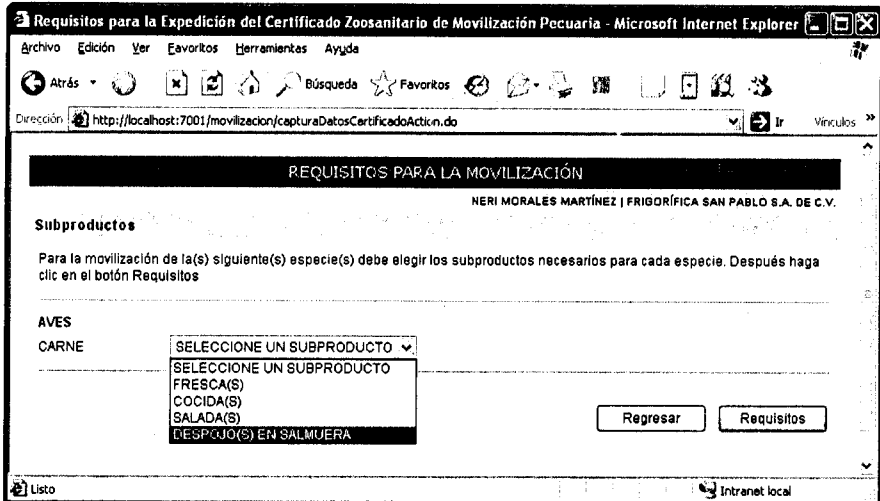 Requisitos para la Expedición del Certificado Zoosanitario de Movilización Pecuaria - Microsoft Internet Explorer
Archivo Edición Ver Favoritos Herramientas Ayuda
Atrás Búsqueda Favoritos
Dirección http://localhost:7001/movilizacion/capturaDatosCertificadoAction.do Ir Vínculos »
REQUISITOS PARA LA MOVILIZACIÓN
NERI MORALES MARTÍNEZ | FRIGORÍFICA SAN PABLO S.A. DE C.V.
Subproductos
Para la movilización de la(s) siguiente(s) especie(s) debe elegir los subproductos necesarios para cada especie. Después haga
clic en el botón Requisitos
AVES
CARNE SELECCIONE UN SUBPRODUCTO
SELECCIONE UN SUBPRODUCTO
FRESCA(S)
COCIDA(S)
SALADA(S)
DESPOJO(S) EN SALMUERA
Regresar Requisitos
Listo Intranet local